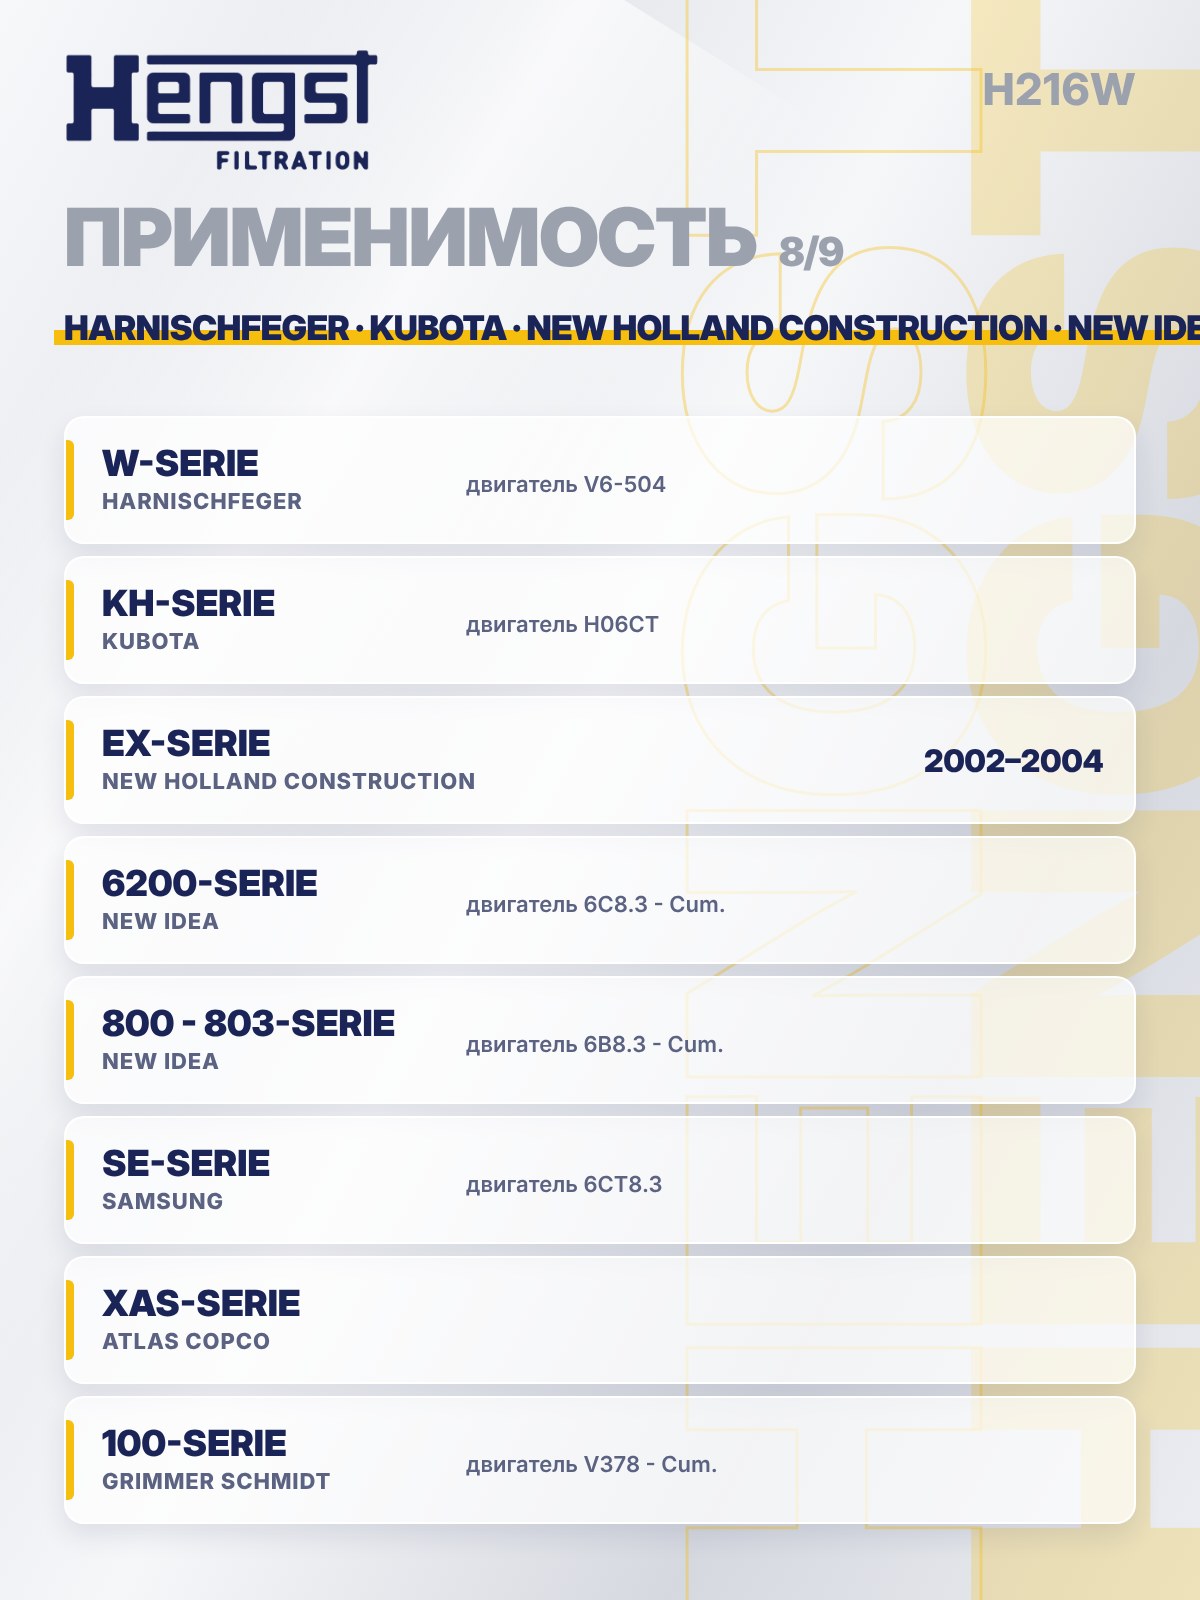 Hengst
FILTRATION
H216W
ПРИМЕНИМОСТЬ 8/9
HARNISCHFEGER · KUBOTA · NEW HOLLAND CONSTRUCTION · NEW IDE
W-SERIE
HARNISCHFEGER
двигатель V6-504
KH-SERIE
KUBOTA
двигатель H06CT
EX-SERIE
NEW HOLLAND CONSTRUCTION
2002–2004
6200-SERIE
NEW IDEA
двигатель 6C8.3 - Cum.
800 - 803-SERIE
NEW IDEA
двигатель 6B8.3 - Cum.
SE-SERIE
SAMSUNG
двигатель 6CT8.3
XAS-SERIE
ATLAS COPCO
100-SERIE
GRIMMER SCHMIDT
двигатель V378 - Cum.
HENGST
HENGST